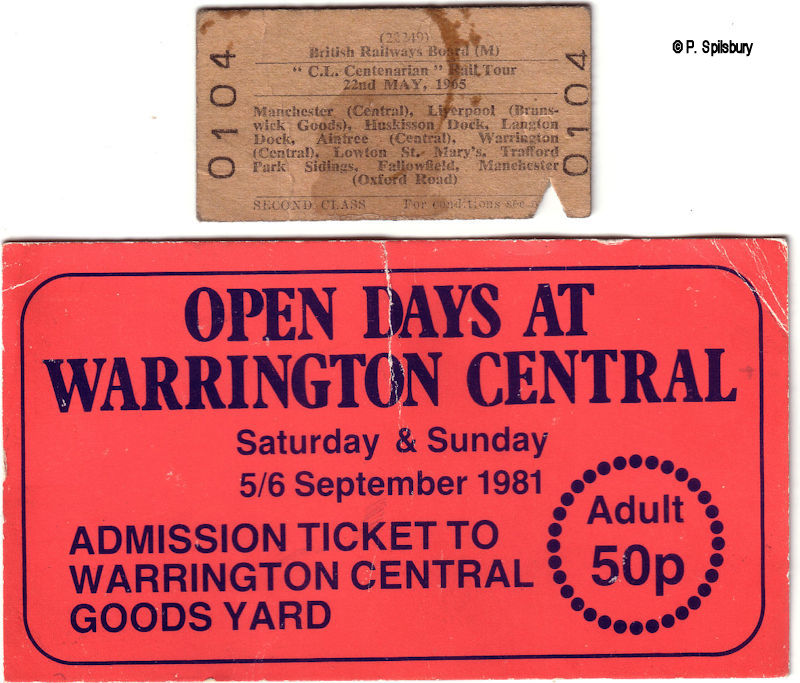 © P. Spilsbury
0104
(22249)
British Railways Board (M)
"C.L. Centenarian" Rail Tour
22nd MAY, 1965
Manchester (Central), Liverpool (Bruns-
wick Goods), Huskisson Dock, Langton
Dock, Aintree (Central), Warrington
(Central), Lowton St. Mary's, Trafford
Park Sidings, Fallowfield, Manchester
(Oxford Road)
SECOND CLASS For conditions see
0104
OPEN DAYS AT
WARRINGTON CENTRAL
Saturday & Sunday
5/6 September 1981
ADMISSION TICKET TO
WARRINGTON CENTRAL
GOODS YARD
Adult
50p